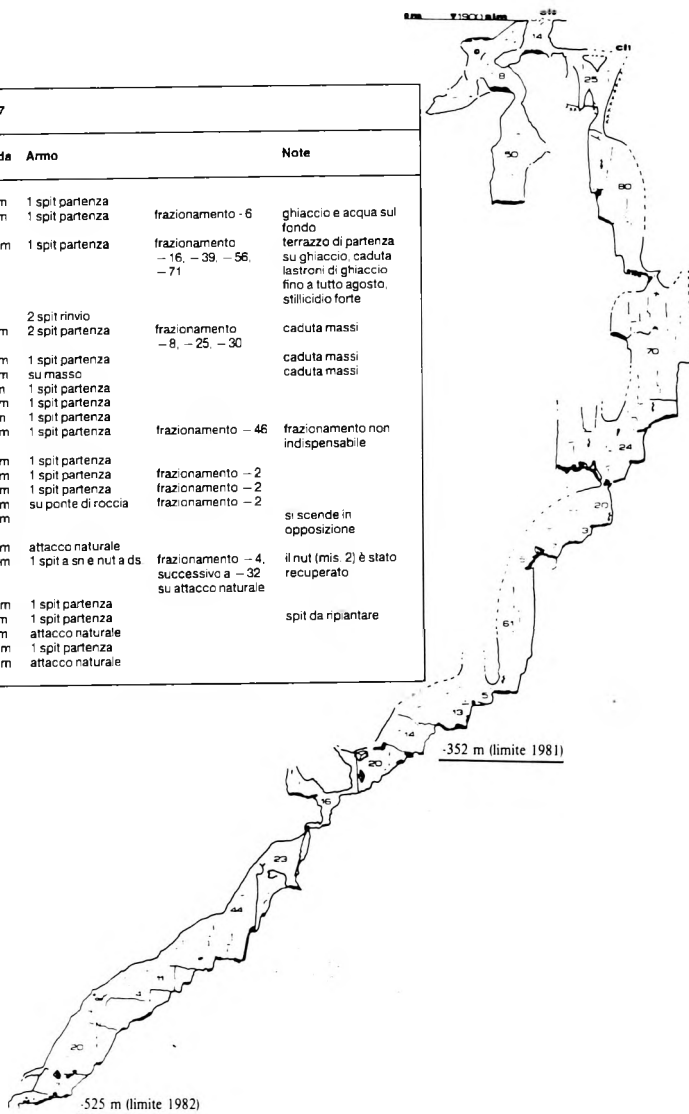 0 m 1900 slm
14
25
8
50
80
70
24
20
3
6
61
5
13
14
-352 m (limite 1981)
20
16
23
44
11
20
-525 m (limite 1982)
7
da Armo Note
m 1 spit partenza
m 1 spit partenza frazionamento - 6 ghiaccio e acqua sul
fondo
m 1 spit partenza frazionamento terrazzo di partenza
– 16, – 39, – 56, su ghiaccio, caduta
– 71 lastroni di ghiaccio
fino a tutto agosto,
stillicidio forte
2 spit rinvio
m 2 spit partenza frazionamento caduta massi
– 8, – 25, – 30
m 1 spit partenza caduta massi
m su masso caduta massi
m 1 spit partenza
m 1 spit partenza
m 1 spit partenza
m 1 spit partenza frazionamento – 46 frazionamento non
indispensabile
m 1 spit partenza
m 1 spit partenza frazionamento – 2
m 1 spit partenza frazionamento – 2
m su ponte di roccia frazionamento – 2
m si scende in
opposizione
m attacco naturale
m 1 spit a sn e nut a ds frazionamento – 4, il nut (mis. 2) è stato
successivo a – 32 recuperato
su attacco naturale
m 1 spit partenza
m 1 spit partenza spit da ripiantare
m attacco naturale
m 1 spit partenza
m attacco naturale